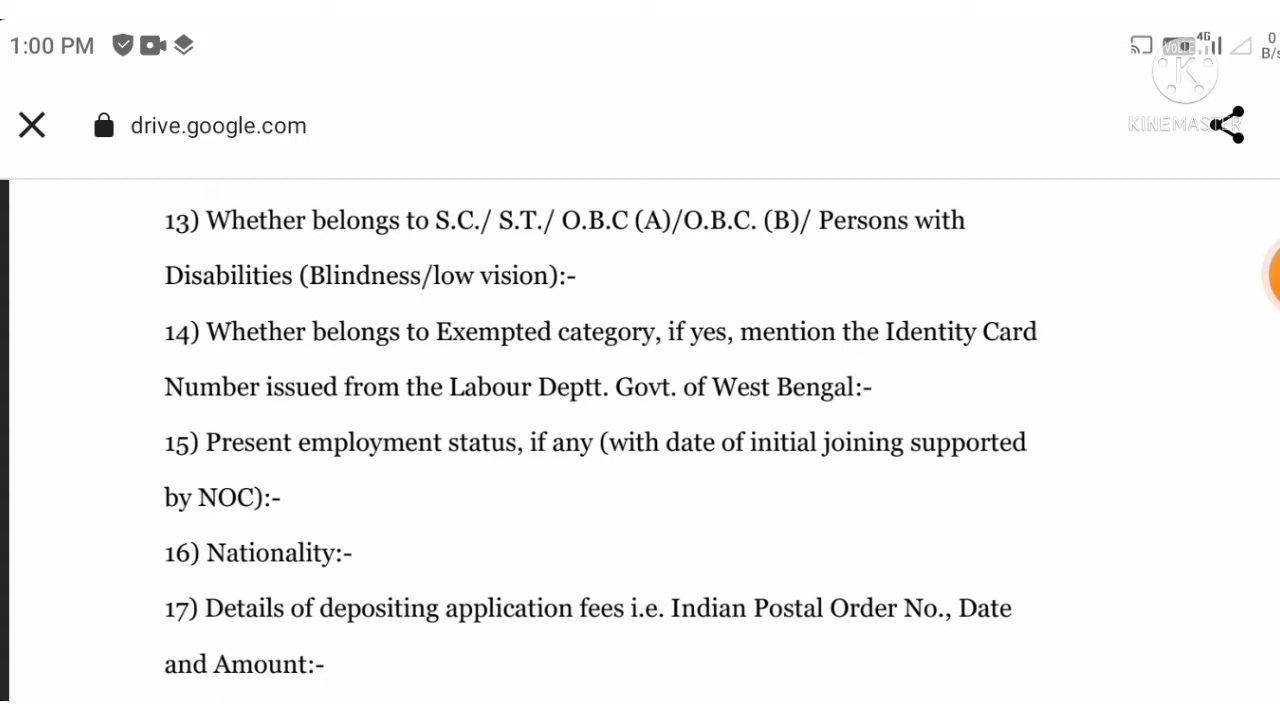 1:00 PM
4G
0
B/s
K
drive.google.com
KINEMASTER
13) Whether belongs to S.C./ S.T./ O.B.C (A)/O.B.C. (B)/ Persons with
Disabilities (Blindness/low vision):-
14) Whether belongs to Exempted category, if yes, mention the Identity Card
Number issued from the Labour Deptt. Govt. of West Bengal:-
15) Present employment status, if any (with date of initial joining supported
by NOC):-
16) Nationality:-
17) Details of depositing application fees i.e. Indian Postal Order No., Date
and Amount:-